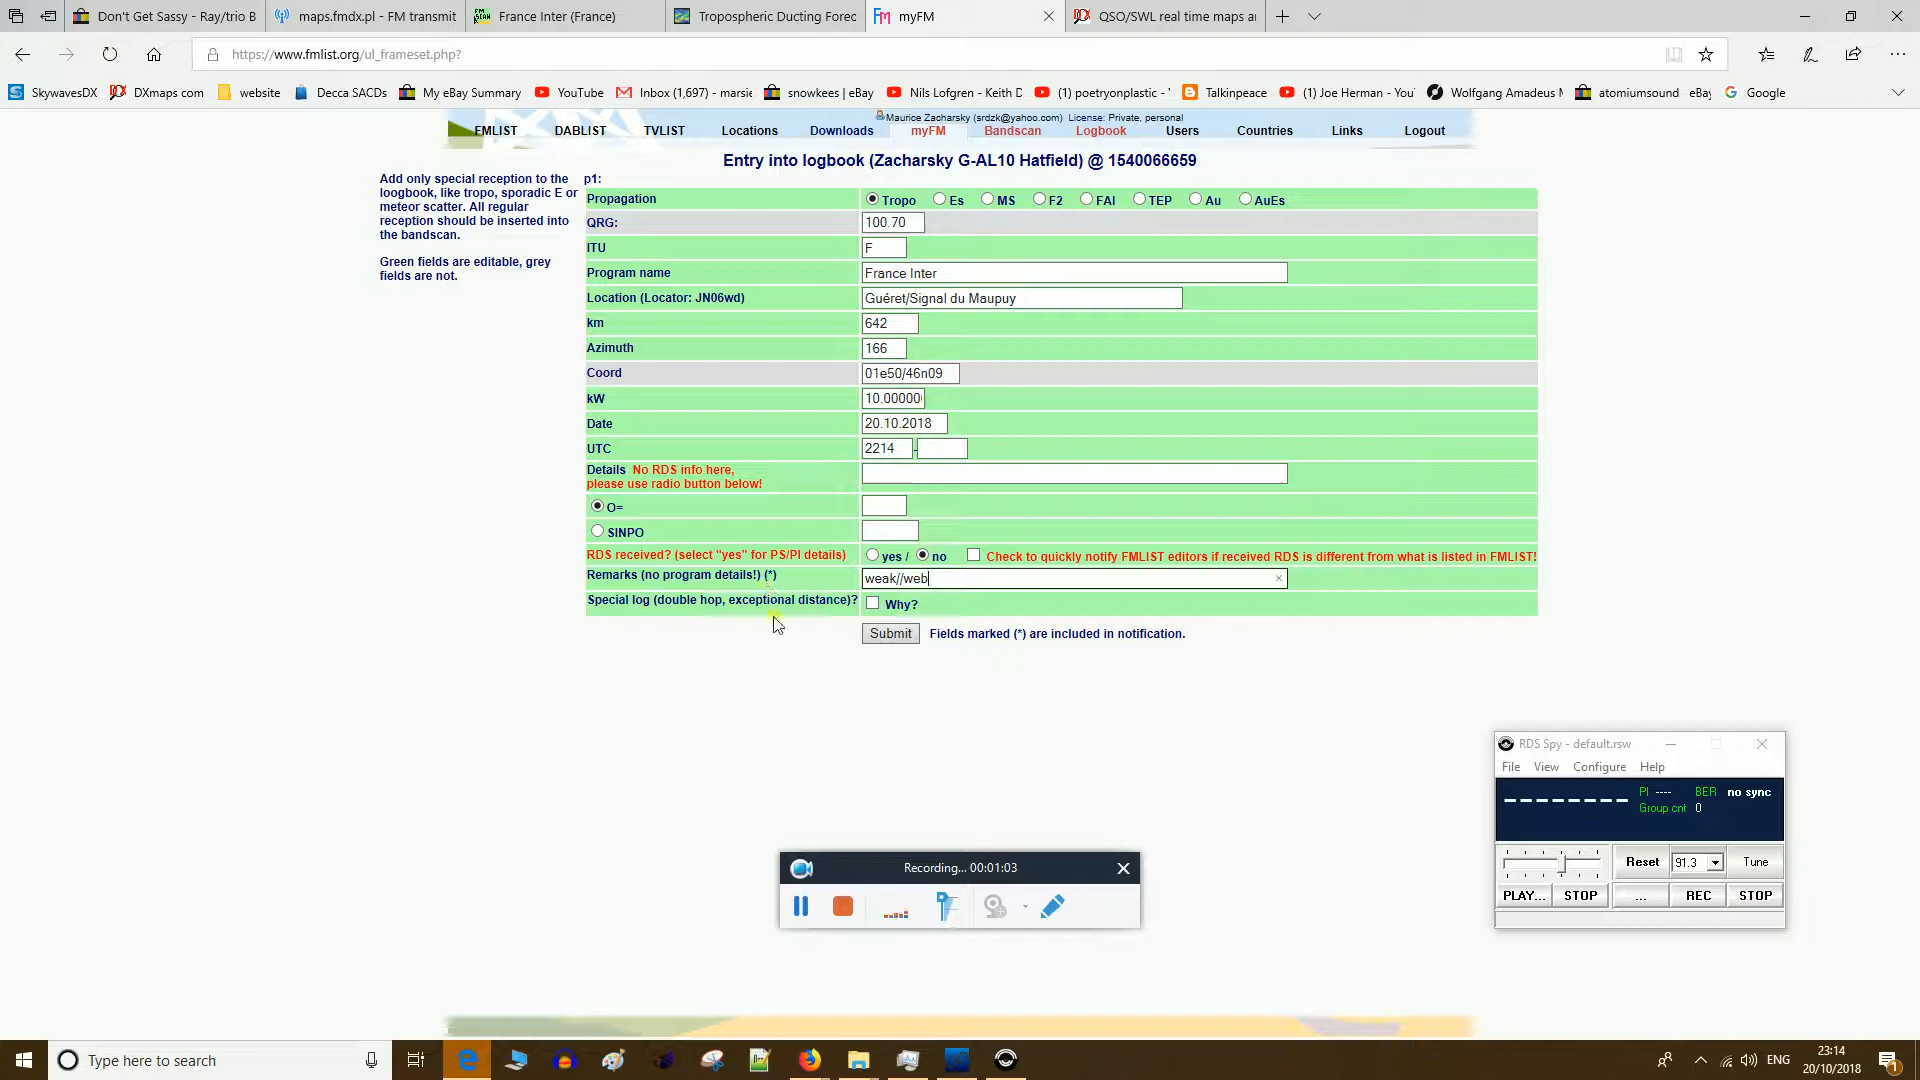 Don't Get Sassy - Ray/trio B
maps.fmdx.pl - FM transmit
France Inter (France)
Tropospheric Ducting Forec
myFM
QSO/SWL real time maps a
https://www.fmlist.org/ul_frameset.php?
SkywavesDX
DXmaps.com
website
Decca SACDs
My eBay Summary
YouTube
Inbox (1,697) - marsie
snowkees | eBay
Nils Lofgren - Keith D
(1) poetryonplastic -
Talkinpeace
(1) Joe Herman - You
Wolfgang Amadeus
atomiumsound eBay
Google
Maurice Zacharsky (srdzk@yahoo.com) License: Private, personal
FMLIST DABLIST TVLIST Locations Downloads myFM Bandscan Logbook Users Countries Links Logout
Entry into logbook (Zacharsky G-AL10 Hatfield) @ 1540066659
Add only special reception to the
loogbook, like tropo, sporadic E or
meteor scatter. All regular
reception should be inserted into
the bandscan.
Green fields are editable, grey
fields are not.
p1:
Propagation Tropo Es MS F2 FAI TEP Au AuEs
QRG: 100.70
ITU F
Program name France Inter
Location (Locator: JN06wd) Guéret/Signal du Maupuy
km 642
Azimuth 166
Coord 01e50/46n09
kW 10.00000
Date 20.10.2018
UTC 2214 -
Details No RDS info here,
please use radio button below!
O=
SINPO
RDS received? (select "yes" for PS/PI details) yes / no Check to quickly notify FMLIST editors if received RDS is different from what is listed in FMLIST!
Remarks (no program details!) (*) weak//web
Special log (double hop, exceptional distance)? Why?
Submit Fields marked (*) are included in notification.
RDS Spy - default.rsw
File View Configure Help
PI ---- BER no sync
Group cnt 0
Reset 91.3 Tune
PLAY... STOP ... REC STOP
Recording... 00:01:03
Type here to search
ENG
23:14
20/10/2018
1